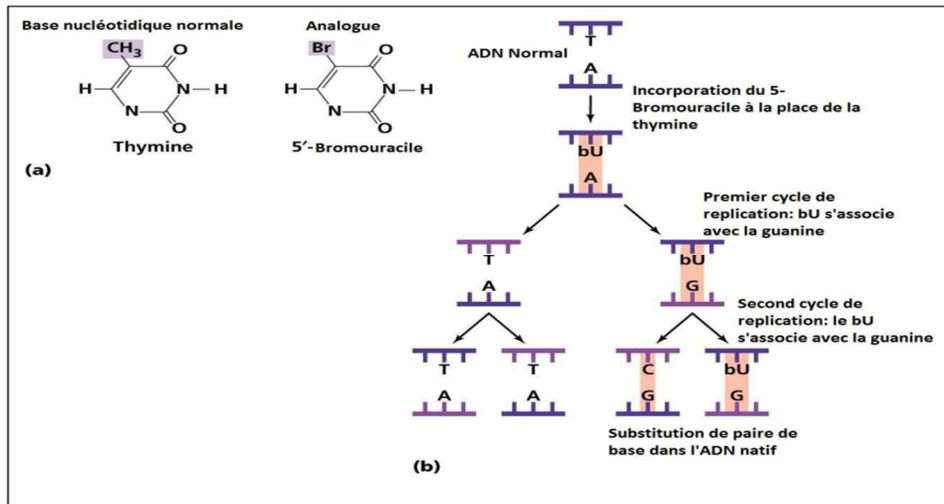 Base nucléotidique normale
Analogue
CH3
O
H
N
H
N
O
Thymine
Br
O
H
N
H
N
O
5′-Bromouracile
(a)
ADN Normal
T
A
Incorporation du 5-
Bromouracile à la place de la
thymine
bU
A
Premier cycle de
replication: bU s'associe
avec la guanine
T
A
bU
G
Second cycle de
replication: le bU
s'associe avec la guanine
T
A
T
A
C
G
bU
G
Substitution de paire de
base dans l'ADN natif
(b)